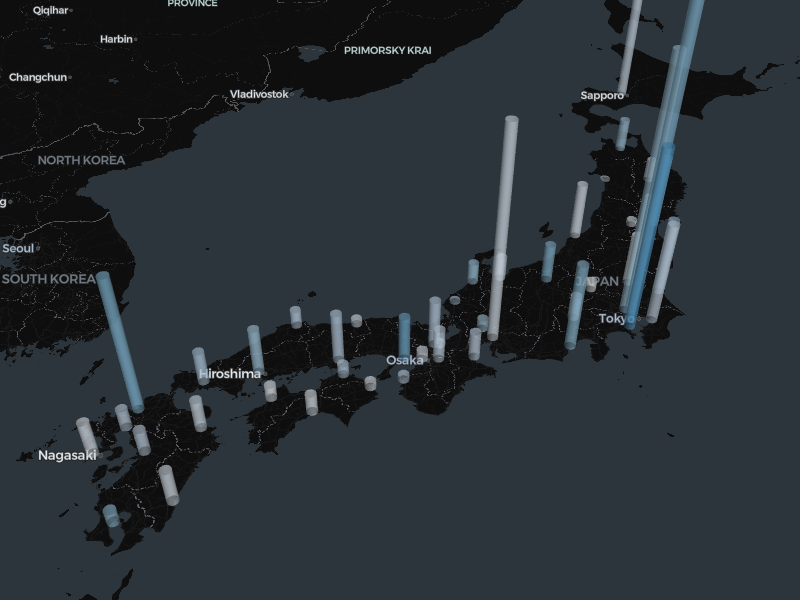 PROVINCE
Qiqihar
Harbin
PRIMORSKY KRAI
Changchun
Vladivostok
Sapporo
NORTH KOREA
g
Seoul
SOUTH KOREA
JAPAN
Tokyo
Osaka
Hiroshima
Nagasaki